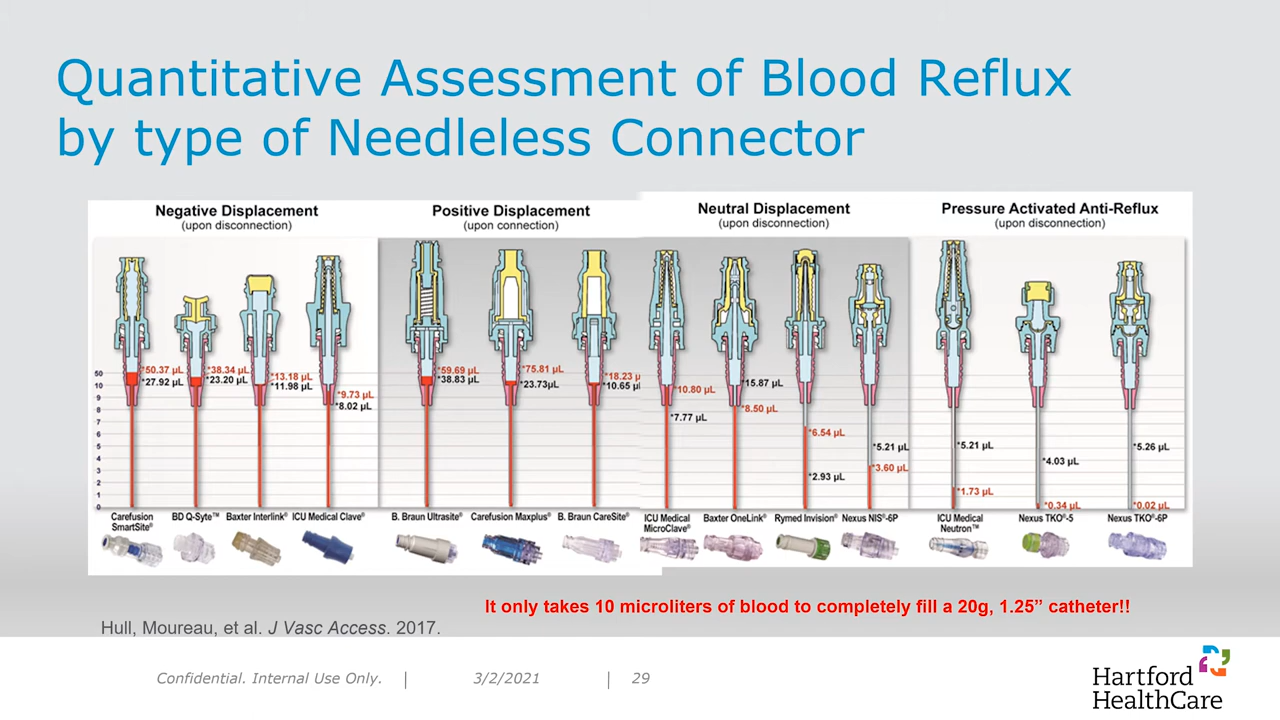 Quantitative Assessment of Blood Reflux
by type of Needleless Connector
Negative Displacement
(upon disconnection)
Positive Displacement
(upon connection)
Neutral Displacement
(upon disconnection)
Pressure Activated Anti-Reflux
(upon disconnection)
50
10
9
8
7
6
5
4
3
2
1
0
*50.37 µL
*27.92 µL
*38.34 µL
*23.20 µL
*13.18 µL
*11.98 µL
*9.73 µL
*8.02 µL
*59.69 µL
*38.83 µL
*75.81 µL
*23.73µL
*18.23 µ
*10.65 µl
*10.80 µL
*7.77 µL
*15.87 µL
*8.50 µL
*6.54 µL
*2.93 µL
*5.21 µL
*3.60 µL
*5.21 µL
*1.73 µL
*4.03 µL
*0.34 µL
*5.26 µL
*0.02 µL
Carefusion
SmartSite®
BD Q-Syte™
Baxter Interlink®
ICU Medical Clave®
B. Braun Ultrasite®
Carefusion Maxplus®
B. Braun CareSite®
ICU Medical
MicroClave®
Baxter OneLink®
Rymed Invision®
Nexus NIS®-6P
ICU Medical
Neutron™
Nexus TKO®-5
Nexus TKO®-6P
It only takes 10 microliters of blood to completely fill a 20g, 1.25” catheter!!
Hull, Moureau, et al. J Vasc Access. 2017.
Confidential. Internal Use Only. | 3/2/2021 | 29
Hartford
HealthCare